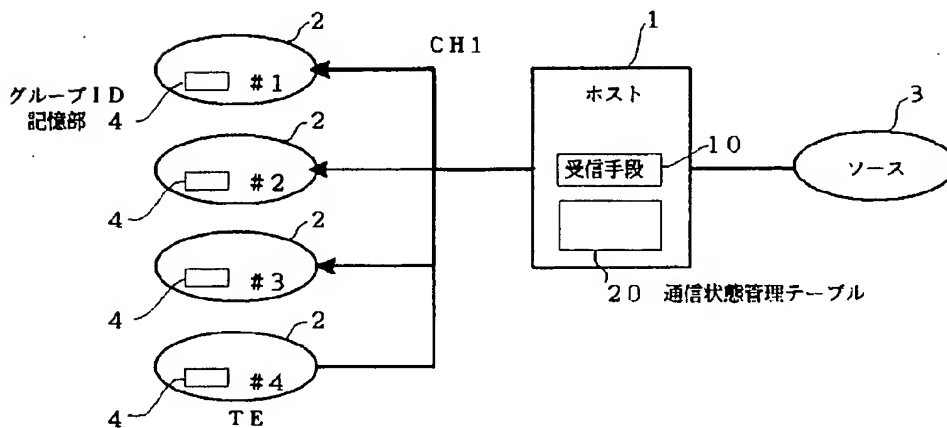 2
CH1
1
ホスト
3
#1
グループID
記憶部 4
2
10
受信手段
ソース
#2
4
2
20 通信状態管理テーブル
#3
4
2
#4
4
TE